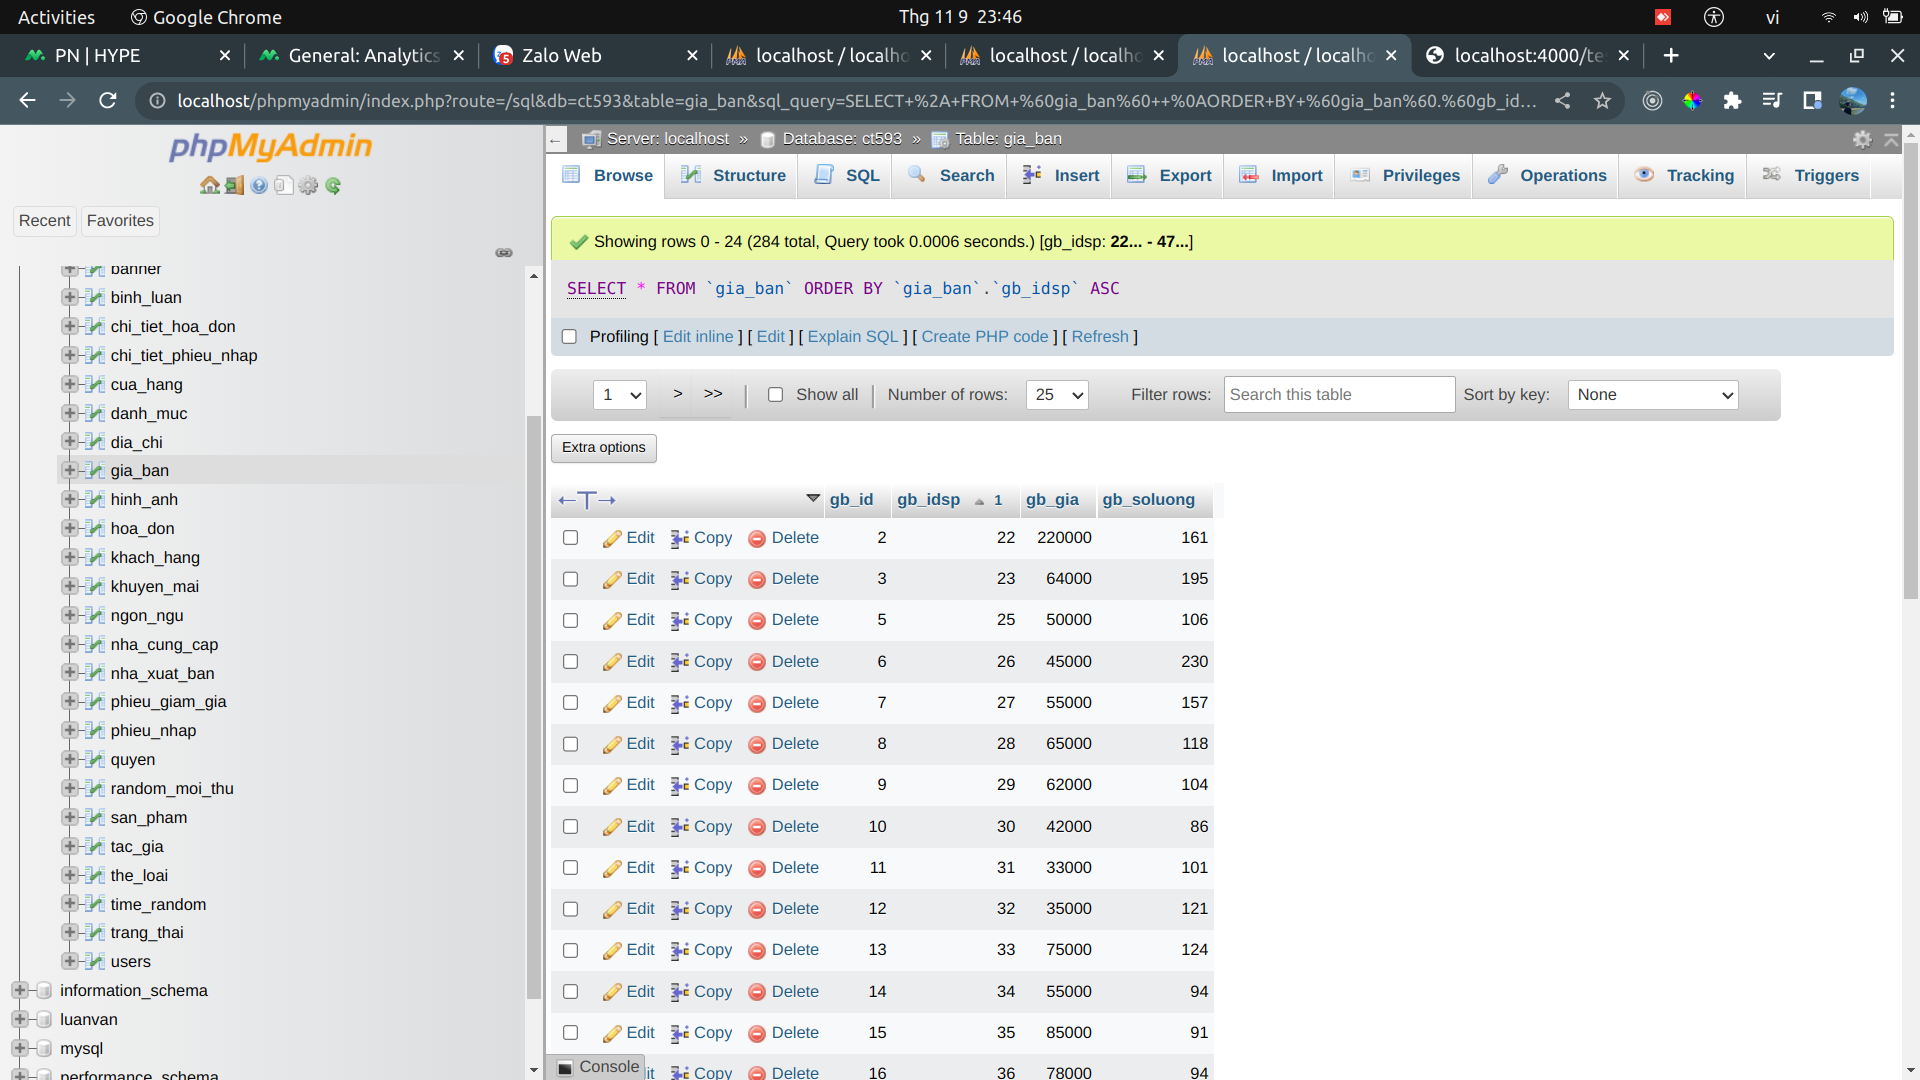 Activities Google Chrome Thg 11 9 23:46 vi
PN | HYPE General: Analytics Zalo Web localhost / localho localhost / localho localhost / localho localhost:4000/te
localhost/phpmyadmin/index.php?route=/sql&db=ct593&table=gia_ban&sql_query=SELECT+%2A+FROM+%60gia_ban%60++%0AORDER+BY+%60gia_ban%60.%60gb_id...
phpMyAdmin
Recent Favorites
banner
binh_luan
chi_tiet_hoa_don
chi_tiet_phieu_nhap
cua_hang
danh_muc
dia_chi
gia_ban
hinh_anh
hoa_don
khach_hang
khuyen_mai
ngon_ngu
nha_cung_cap
nha_xuat_ban
phieu_giam_gia
phieu_nhap
quyen
random_moi_thu
san_pham
tac_gia
the_loai
time_random
trang_thai
users
information_schema
luanvan
mysql
performance_schema
Server: localhost » Database: ct593 » Table: gia_ban
Browse Structure SQL Search Insert Export Import Privileges Operations Tracking Triggers
Showing rows 0 - 24 (284 total, Query took 0.0006 seconds.) [gb_idsp: 22... - 47...]
SELECT * FROM `gia_ban` ORDER BY `gia_ban`.`gb_idsp` ASC
Profiling [ Edit inline ] [ Edit ] [ Explain SQL ] [ Create PHP code ] [ Refresh ]
1 > >> Show all Number of rows: 25 Filter rows: Search this table Sort by key: None
Extra options
←T→ gb_id gb_idsp 1 gb_gia gb_soluong
Edit Copy Delete 2 22 220000 161
Edit Copy Delete 3 23 64000 195
Edit Copy Delete 5 25 50000 106
Edit Copy Delete 6 26 45000 230
Edit Copy Delete 7 27 55000 157
Edit Copy Delete 8 28 65000 118
Edit Copy Delete 9 29 62000 104
Edit Copy Delete 10 30 42000 86
Edit Copy Delete 11 31 33000 101
Edit Copy Delete 12 32 35000 121
Edit Copy Delete 13 33 75000 124
Edit Copy Delete 14 34 55000 94
Edit Copy Delete 15 35 85000 91
Console it Copy Delete 16 36 78000 94